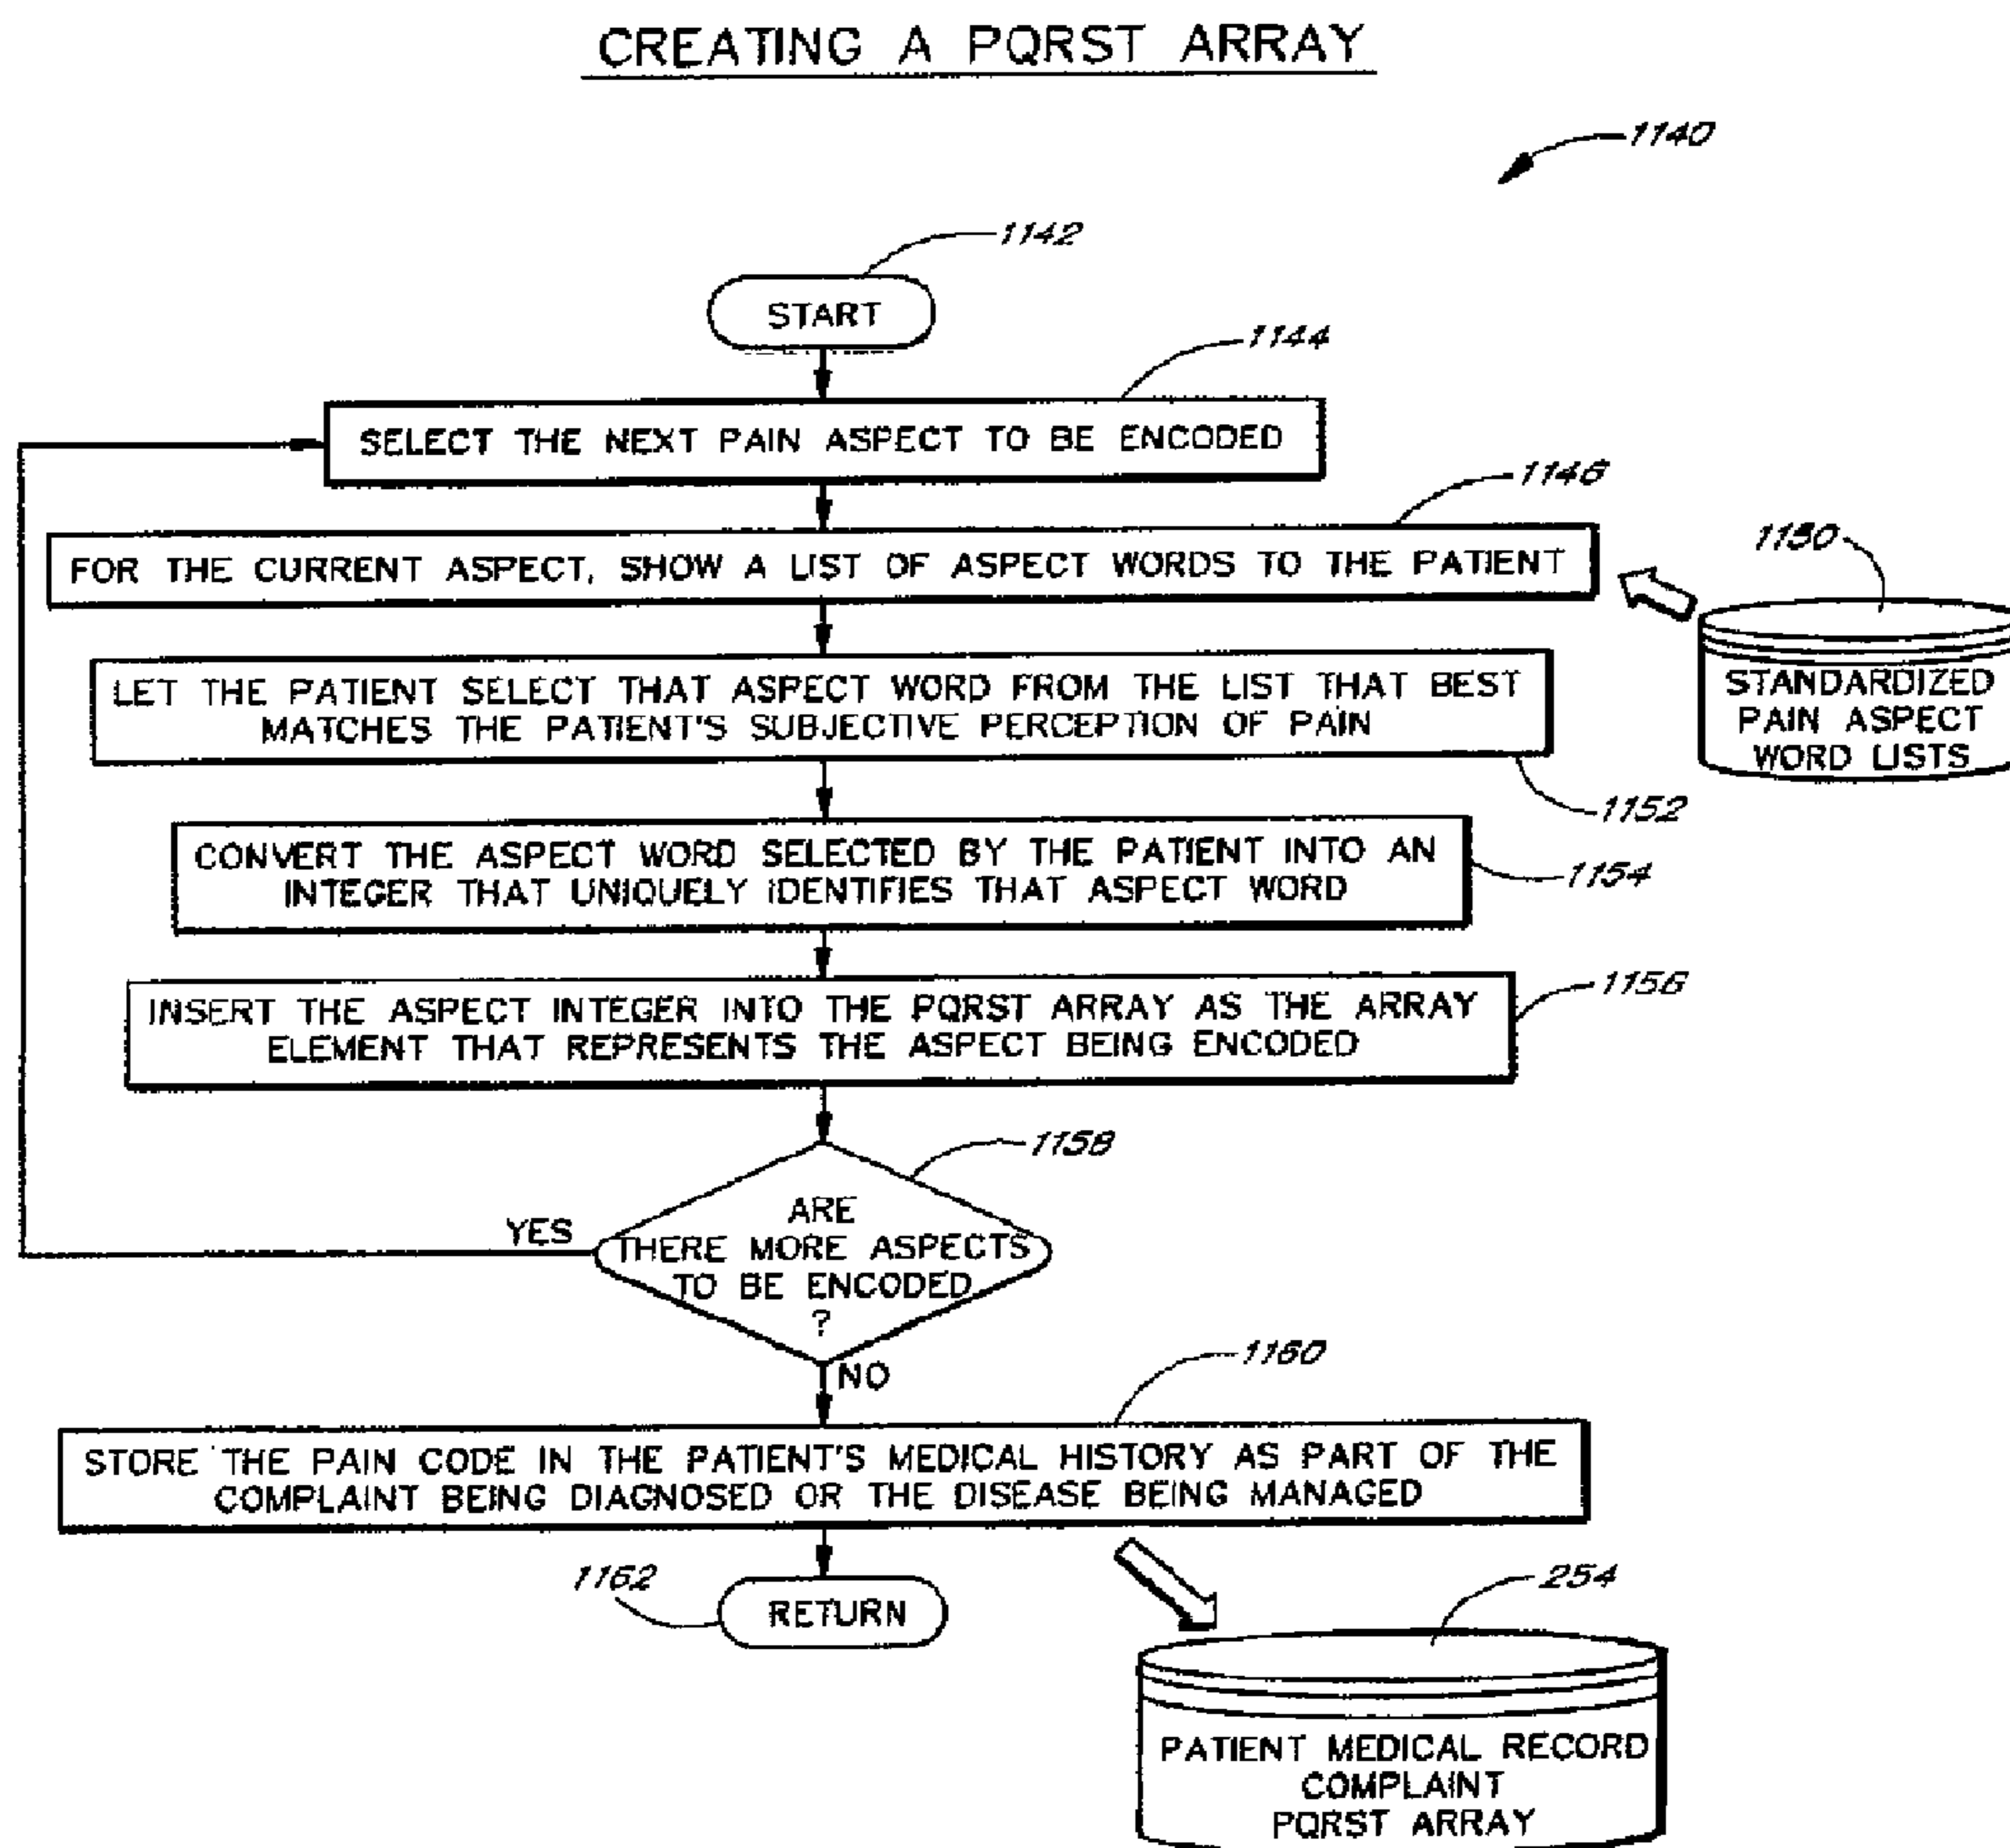 CREATING A PQRST ARRAY
1140
1142
START
1144
SELECT THE NEXT PAIN ASPECT TO BE ENCODED
1146
FOR THE CURRENT ASPECT, SHOW A LIST OF ASPECT WORDS TO THE PATIENT
1150
STANDARDIZED
PAIN ASPECT
WORD LISTS
LET THE PATIENT SELECT THAT ASPECT WORD FROM THE LIST THAT BEST
MATCHES THE PATIENT'S SUBJECTIVE PERCEPTION OF PAIN
1152
CONVERT THE ASPECT WORD SELECTED BY THE PATIENT INTO AN
INTEGER THAT UNIQUELY IDENTIFIES THAT ASPECT WORD
1154
INSERT THE ASPECT INTEGER INTO THE PQRST ARRAY AS THE ARRAY
ELEMENT THAT REPRESENTS THE ASPECT BEING ENCODED
1156
1158
ARE
THERE MORE ASPECTS
TO BE ENCODED
?
YES
NO
1160
STORE THE PAIN CODE IN THE PATIENT'S MEDICAL HISTORY AS PART OF THE
COMPLAINT BEING DIAGNOSED OR THE DISEASE BEING MANAGED
1162
RETURN
254
PATIENT MEDICAL RECORD
COMPLAINT
PQRST ARRAY